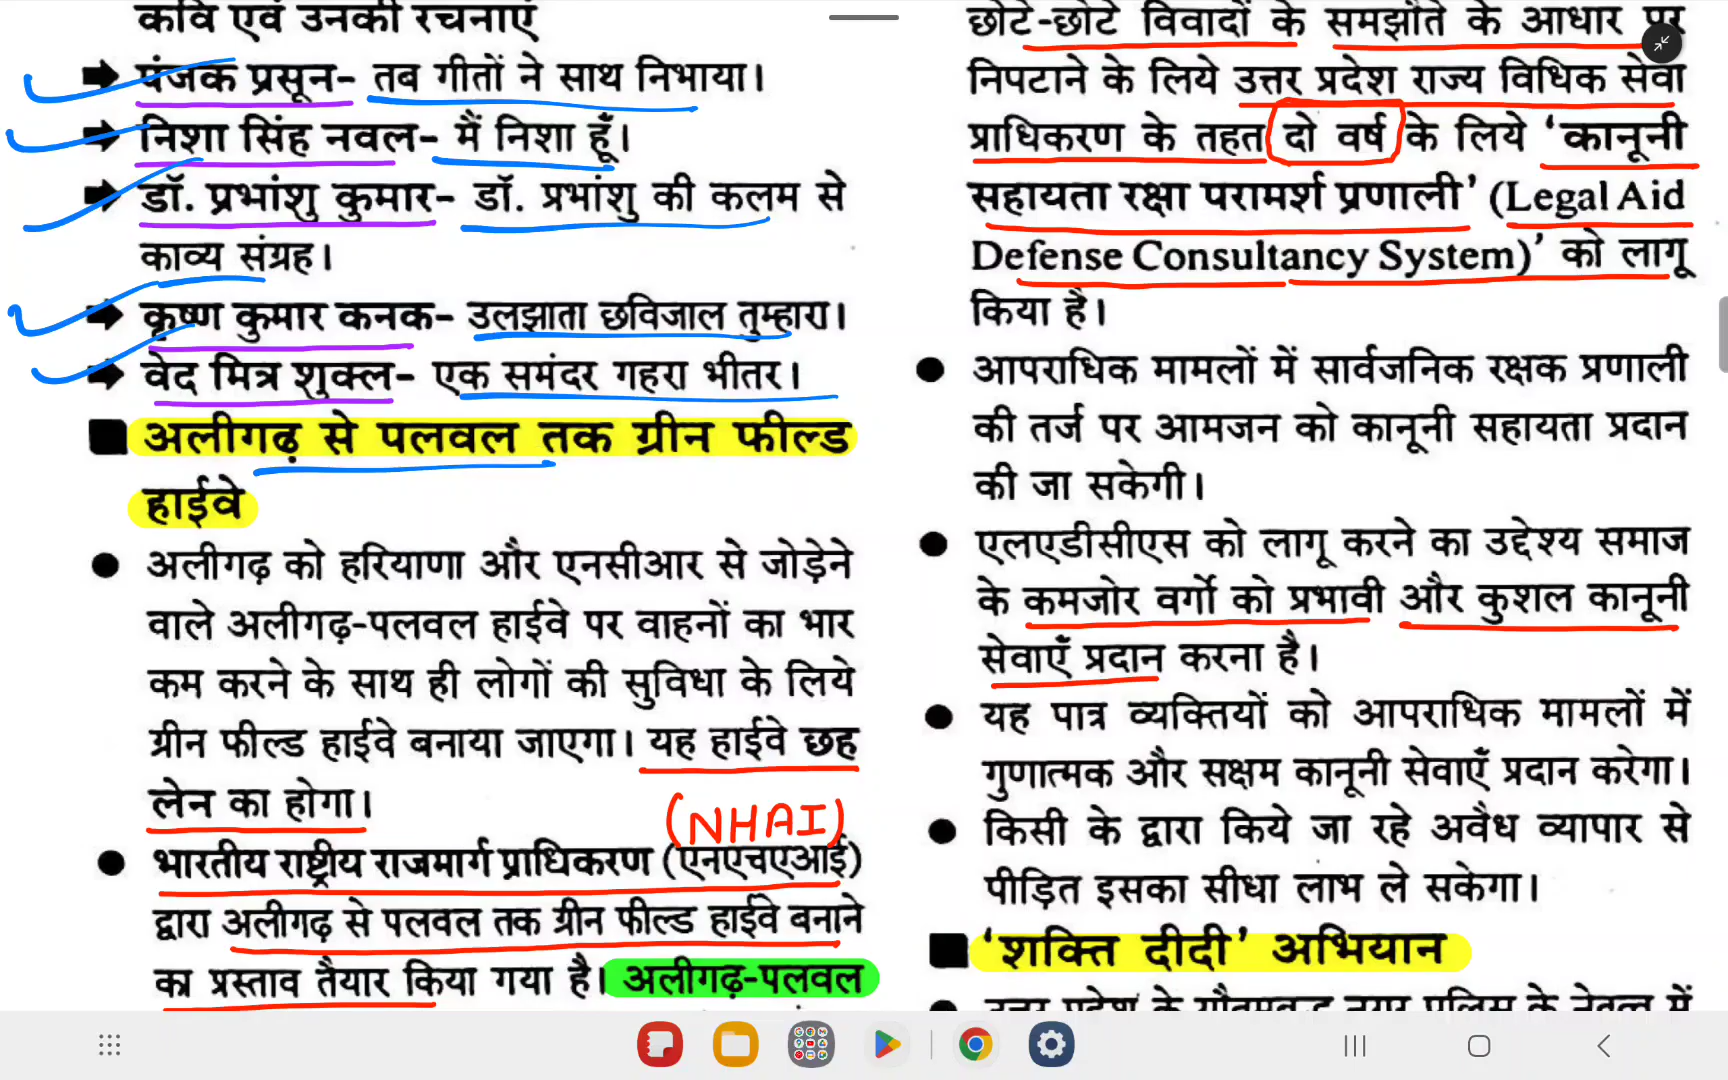 कवि एवं उनकी रचनाएं
➡ पंजक प्रसून- तब गीतों ने साथ निभाया।
➡ निशा सिंह नवल- मैं निशा हूँ।
➡ डॉ. प्रभांशु कुमार- डॉ. प्रभांशु की कलम से
काव्य संग्रह।
➡ कृष्ण कुमार कनक- उलझाता छविजाल तुम्हारा।
➡ वेद मित्र शुक्ल- एक समंदर गहरा भीतर।
■ अलीगढ़ से पलवल तक ग्रीन फील्ड
हाईवे
● अलीगढ़ को हरियाणा और एनसीआर से जोड़ेने
वाले अलीगढ़-पलवल हाईवे पर वाहनों का भार
कम करने के साथ ही लोगों की सुविधा के लिये
ग्रीन फील्ड हाईवे बनाया जाएगा। यह हाईवे छह
लेन का होगा।
(NHAI)
● भारतीय राष्ट्रीय राजमार्ग प्राधिकरण (एनएचएआई)
द्वारा अलीगढ़ से पलवल तक ग्रीन फील्ड हाईवे बनाने
का प्रस्ताव तैयार किया गया है। अलीगढ़-पलवल
छोटे-छोटे विवादों के समझौते के आधार पर
निपटाने के लिये उत्तर प्रदेश राज्य विधिक सेवा
प्राधिकरण के तहत दो वर्ष के लिये ‘कानूनी
सहायता रक्षा परामर्श प्रणाली’ (Legal Aid
Defense Consultancy System)’ को लागू
किया है।
● आपराधिक मामलों में सार्वजनिक रक्षक प्रणाली
की तर्ज पर आमजन को कानूनी सहायता प्रदान
की जा सकेगी।
● एलएडीसीएस को लागू करने का उद्देश्य समाज
के कमजोर वर्गो को प्रभावी और कुशल कानूनी
सेवाएँ प्रदान करना है।
● यह पात्र व्यक्तियों को आपराधिक मामलों में
गुणात्मक और सक्षम कानूनी सेवाएँ प्रदान करेगा।
● किसी के द्वारा किये जा रहे अवैध व्यापार से
पीड़ित इसका सीधा लाभ ले सकेगा।
■ ‘शक्ति दीदी’ अभियान
● उत्तर प्रदेश के गौतमबुद्ध नगर पुलिस के नेतृत्व में